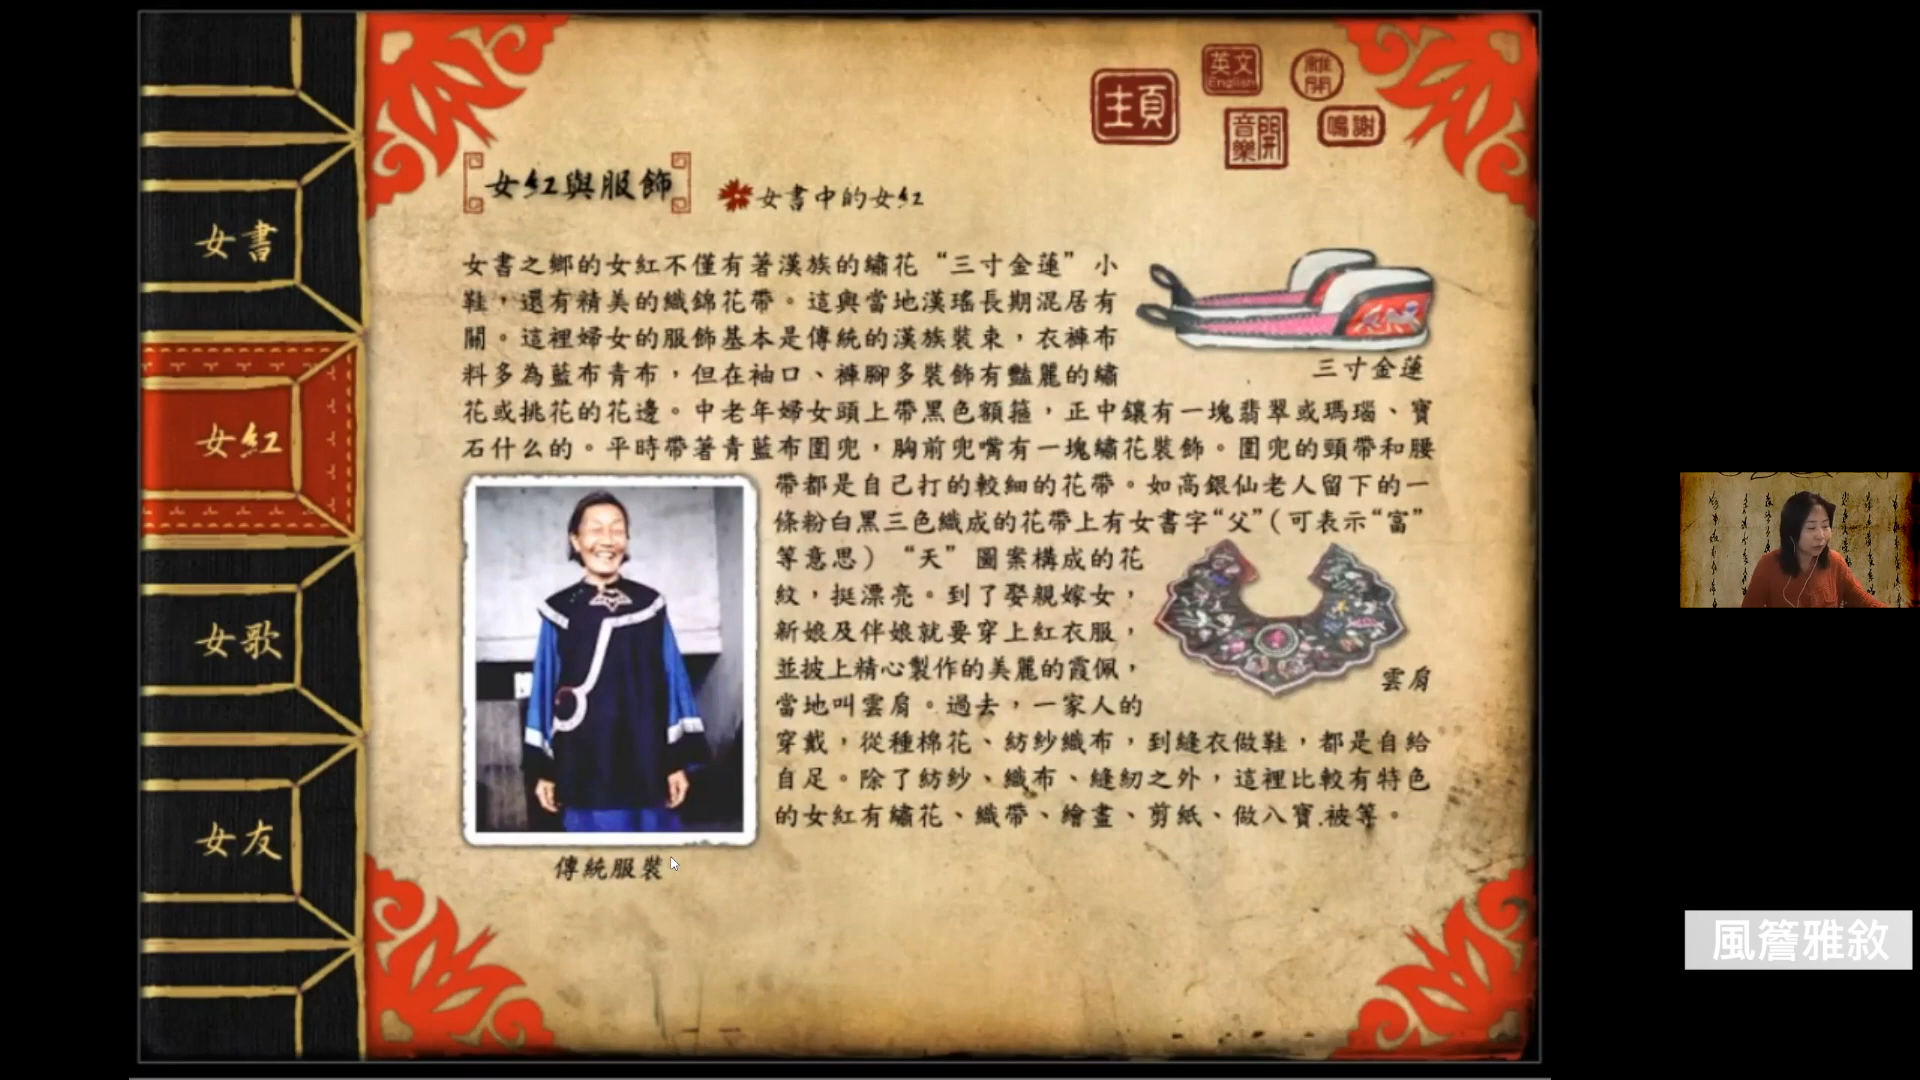 主頁
英文
English
離開
音樂
開
鳴謝
女書
女紅
女歌
女友
女紅與服飾
女書中的女紅
女書之鄉的女紅不僅有著漢族的繡花“三寸金蓮”小
鞋，還有精美的織錦花帶。這與當地漢瑤長期混居有
關。這裡婦女的服飾基本是傳統的漢族裝束，衣褲布
料多為藍布青布，但在袖口、褲腳多裝飾有豔麗的繡
花或挑花的花邊。中老年婦女頭上帶黑色額箍，正中鑲有一塊翡翠或瑪瑙、寶
石什么的。平時帶著青藍布圍兜，胸前兜嘴有一塊繡花裝飾。圍兜的頸帶和腰
帶都是自己打的較細的花帶。如高銀仙老人留下的一
條粉白黑三色織成的花帶上有女書字“父”(可表示“富”
等意思）“天”圖案構成的花
紋，挺漂亮。到了娶親嫁女，
新娘及伴娘就要穿上紅衣服，
並披上精心製作的美麗的霞佩，
當地叫雲肩。過去，一家人的
穿戴，從種棉花、紡紗織布，到縫衣做鞋，都是自給
自足。除了紡紗、織布、縫紉之外，這裡比較有特色
的女紅有繡花、織帶、繪畫、剪紙、做八寶被等。
三寸金蓮
雲肩
傳統服裝
風簷雅敘